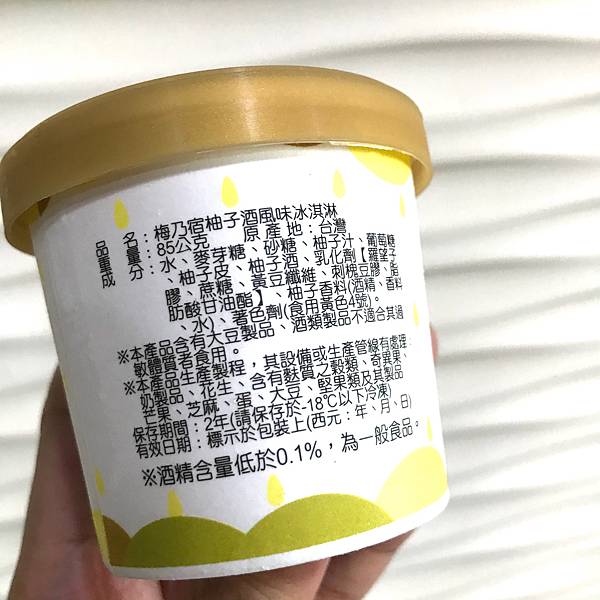 品　名：梅乃宿柚子酒風味冰淇淋
重　量：85公克　原產地：台灣
成　分：水、麥芽糖、砂糖、柚子汁、葡萄糖
、柚子皮、柚子酒、乳化劑【羅望子
膠、蔗糖、黃豆纖維、刺槐豆膠、脂
肪酸甘油酯】、柚子香料(酒精、香料
、水)、著色劑(食用黃色4號)。
※本產品含有大豆製品、酒類製品不適合其過
敏體質者食用。
※本產品生產製程，其設備或生產管線有處理：
奶製品、花生、含有麩質之穀類、奇異果、
芒果、芝麻、蛋、大豆、堅果類及其製品
保存期間：2年(請保存於-18℃以下冷凍)
有效日期：標示於包裝上(西元：年、月、日)
※酒精含量低於0.1%，為一般食品。